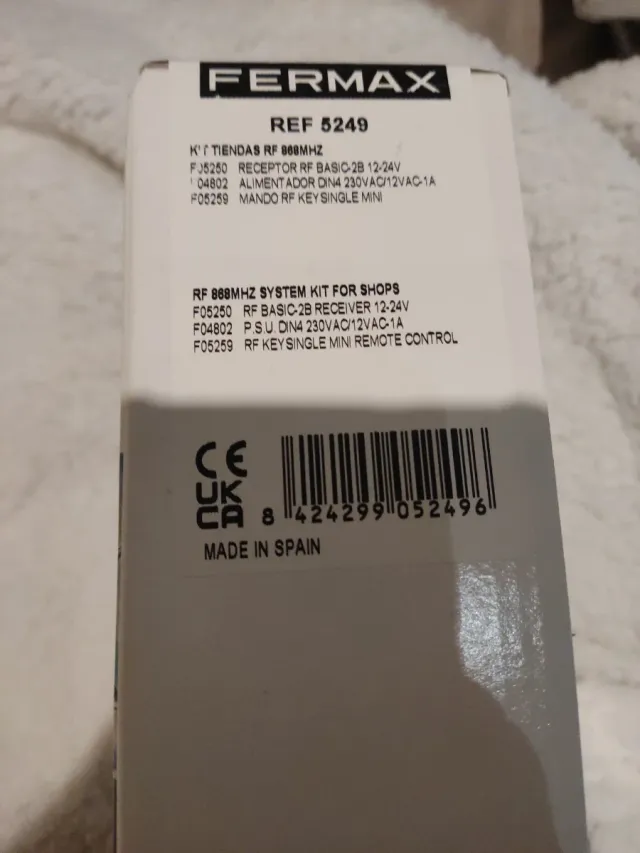 FERMAX
REF 5249
KIT TIENDAS RF 868MHZ
F05250 RECEPTOR RF BASIC-2B 12-24V
F04802 ALIMENTADOR DIN4 230VAC/12VAC-1A
F05259 MANDO RF KEYSINGLE MINI
RF 868MHZ SYSTEM KIT FOR SHOPS
F05250 RF BASIC-2B RECEIVER 12-24V
F04802 P.S.U. DIN4 230VAC/12VAC-1A
F05259 RF KEYSINGLE MINI REMOTE CONTROL
CE
UK
CA
8 424299 052496
MADE IN SPAIN